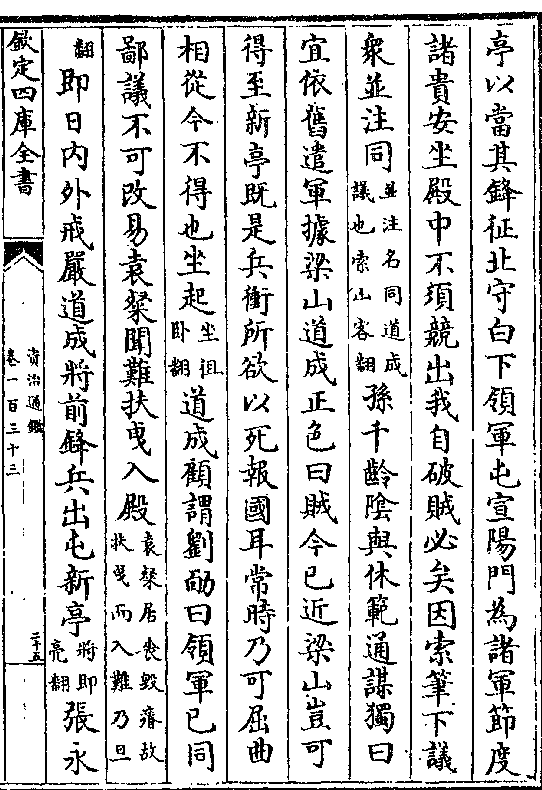 亭以當其鋒征北守白下領軍屯宣陽門為諸軍節度
諸貴安坐殿中不須競出我自破賊必矣因索筆下議
衆並注同並注名同道成議也索山客翻孫千齡陰與休範通謀獨曰
宜依舊遣軍據梁山道成正色曰賊今已近梁山豈可
得至新亭既是兵衝所欲以死報國耳常時乃可屈曲
相從今不得也坐起坐徂卧翻道成顧謂劉勔曰領軍已同
鄙議不可改易袁粲聞難扶曳入殿袁粲居喪毀瘠故扶曳而入難乃旦
翻即日内外戒嚴道成將前鋒兵出屯新亭將即亮翻張永
欽定四庫全書
資治通鑑
卷一百三十三
二十五